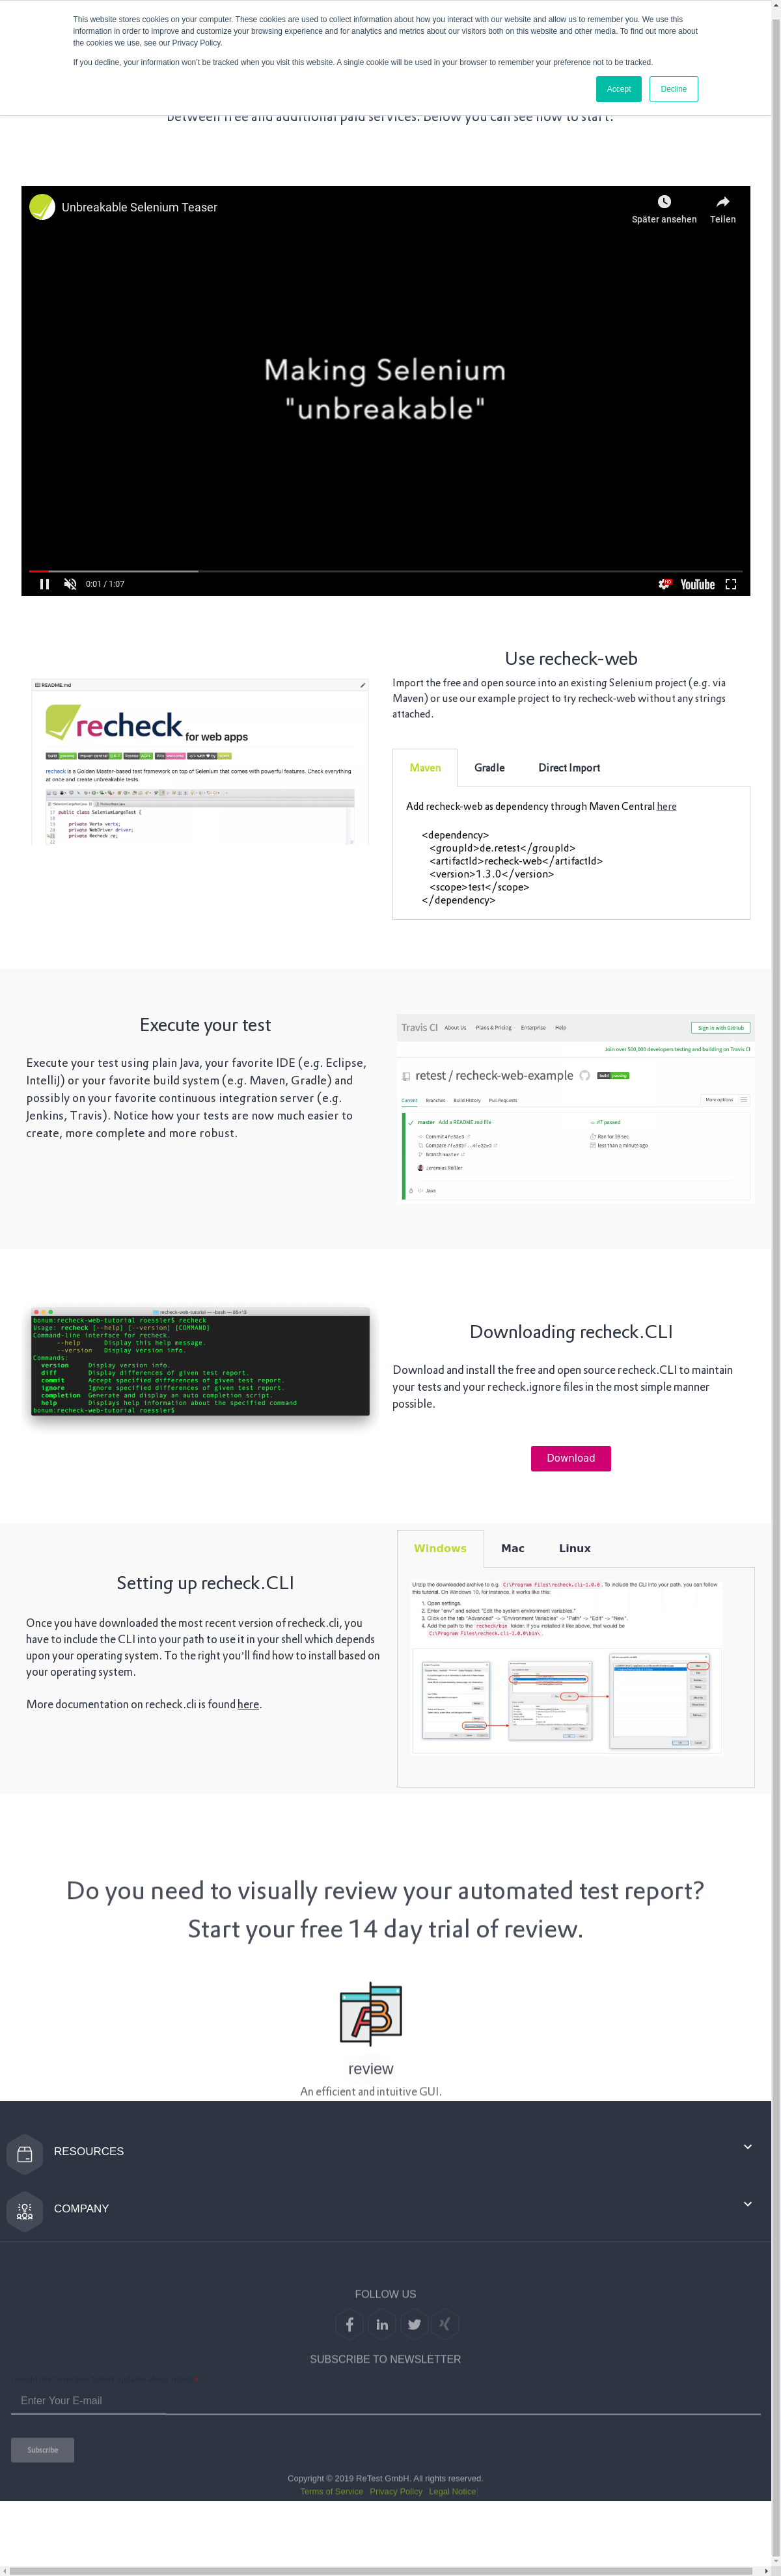 This website stores cookies on your computer. These cookies are used to collect information about how you interact with our website and allow us to remember you. We use this
information in order to improve and customize your browsing experience and for analytics and metrics about our visitors both on this website and other media. To find out more about
the cookies we use, see our Privacy Policy.
If you decline, your information won't be tracked when you visit this website. A single cookie will be used in your browser to remember your preference not to be tracked.
Accept
Decline
between free and additional paid services. Below you can see how to start!
Unbreakable Selenium Teaser
Später ansehen
Teilen
Making Selenium
"unbreakable"
0:01 / 1:07
HD
YouTube
Use recheck-web
Import the free and open source into an existing Selenium project (e.g. via
Maven) or use our example project to try recheck-web without any strings
attached.
README.md
recheck for web apps
recheck is a Golden Master-based test framework on top of Selenium that comes with powerful features. Check everything
at once and create unbreakable tests.
Maven
Gradle
Direct Import
Add recheck-web as dependency through Maven Central here
<dependency>
<groupId>de.retest</groupId>
<artifactId>recheck-web</artifactId>
<version>1.3.0</version>
<scope>test</scope>
</dependency>
Execute your test
Execute your test using plain Java, your favorite IDE (e.g. Eclipse,
IntelliJ) or your favorite build system (e.g. Maven, Gradle) and
possibly on your favorite continuous integration server (e.g.
Jenkins, Travis). Notice how your tests are now much easier to
create, more complete and more robust.
Travis CI
About Us
Plans & Pricing
Enterprise
Help
Sign in with GitHub
Join over 500,000 developers testing and building on Travis CI
retest / recheck-web-example
build passing
Current
Branches
Build History
Pull Requests
More options
master Add a README.md file
#7 passed
Ran for 59 sec
less than a minute ago
Branch master
Java
recheck-web-tutorial — -bash — 80×13
bonum:recheck-web-tutorial roessler$ recheck
Usage: recheck [--help] [--version] [COMMAND]
Command-line interface for recheck.
--help Display this help message.
--version Display version info.
Commands:
version Display version info.
diff Display differences of given test report.
commit Accept specified differences of given test report.
ignore Ignore specified differences of given test report.
completion Generate and display an auto completion script.
help Displays help information about the specified command
bonum:recheck-web-tutorial roessler$
Downloading recheck.CLI
Download and install the free and open source recheck.CLI to maintain
your tests and your recheck.ignore files in the most simple manner
possible.
Download
Setting up recheck.CLI
Once you have downloaded the most recent version of recheck.cli, you
have to include the CLI into your path to use it in your shell which depends
upon your operating system. To the right you'll find how to install based on
your operating system.
More documentation on recheck.cli is found here.
Windows
Mac
Linux
Unzip the downloaded archive to e.g. C:\Program Files\recheck.cli-1.0.0. To include the CLI into your path, you can follow
this tutorial. On Windows 10, for instance, it works like this:
1. Open settings.
2. Enter "env" and select "Edit the system environment variables."
3. Click on the tab "Advanced" -> "Environment Variables" -> "Path" -> "Edit" -> "New".
4. Add the path to the recheck/bin folder. If you installed it like above, that would be
C:\Program Files\recheck.cli-1.0.0\bin\.
Do you need to visually review your automated test report?
Start your free 14 day trial of review.
review
An efficient and intuitive GUI.
RESOURCES
COMPANY
FOLLOW US
SUBSCRIBE TO NEWSLETTER
*
Enter Your E-mail
Subscribe
Copyright © 2019 ReTest GmbH. All rights reserved.
Terms of Service Privacy Policy Legal Notice